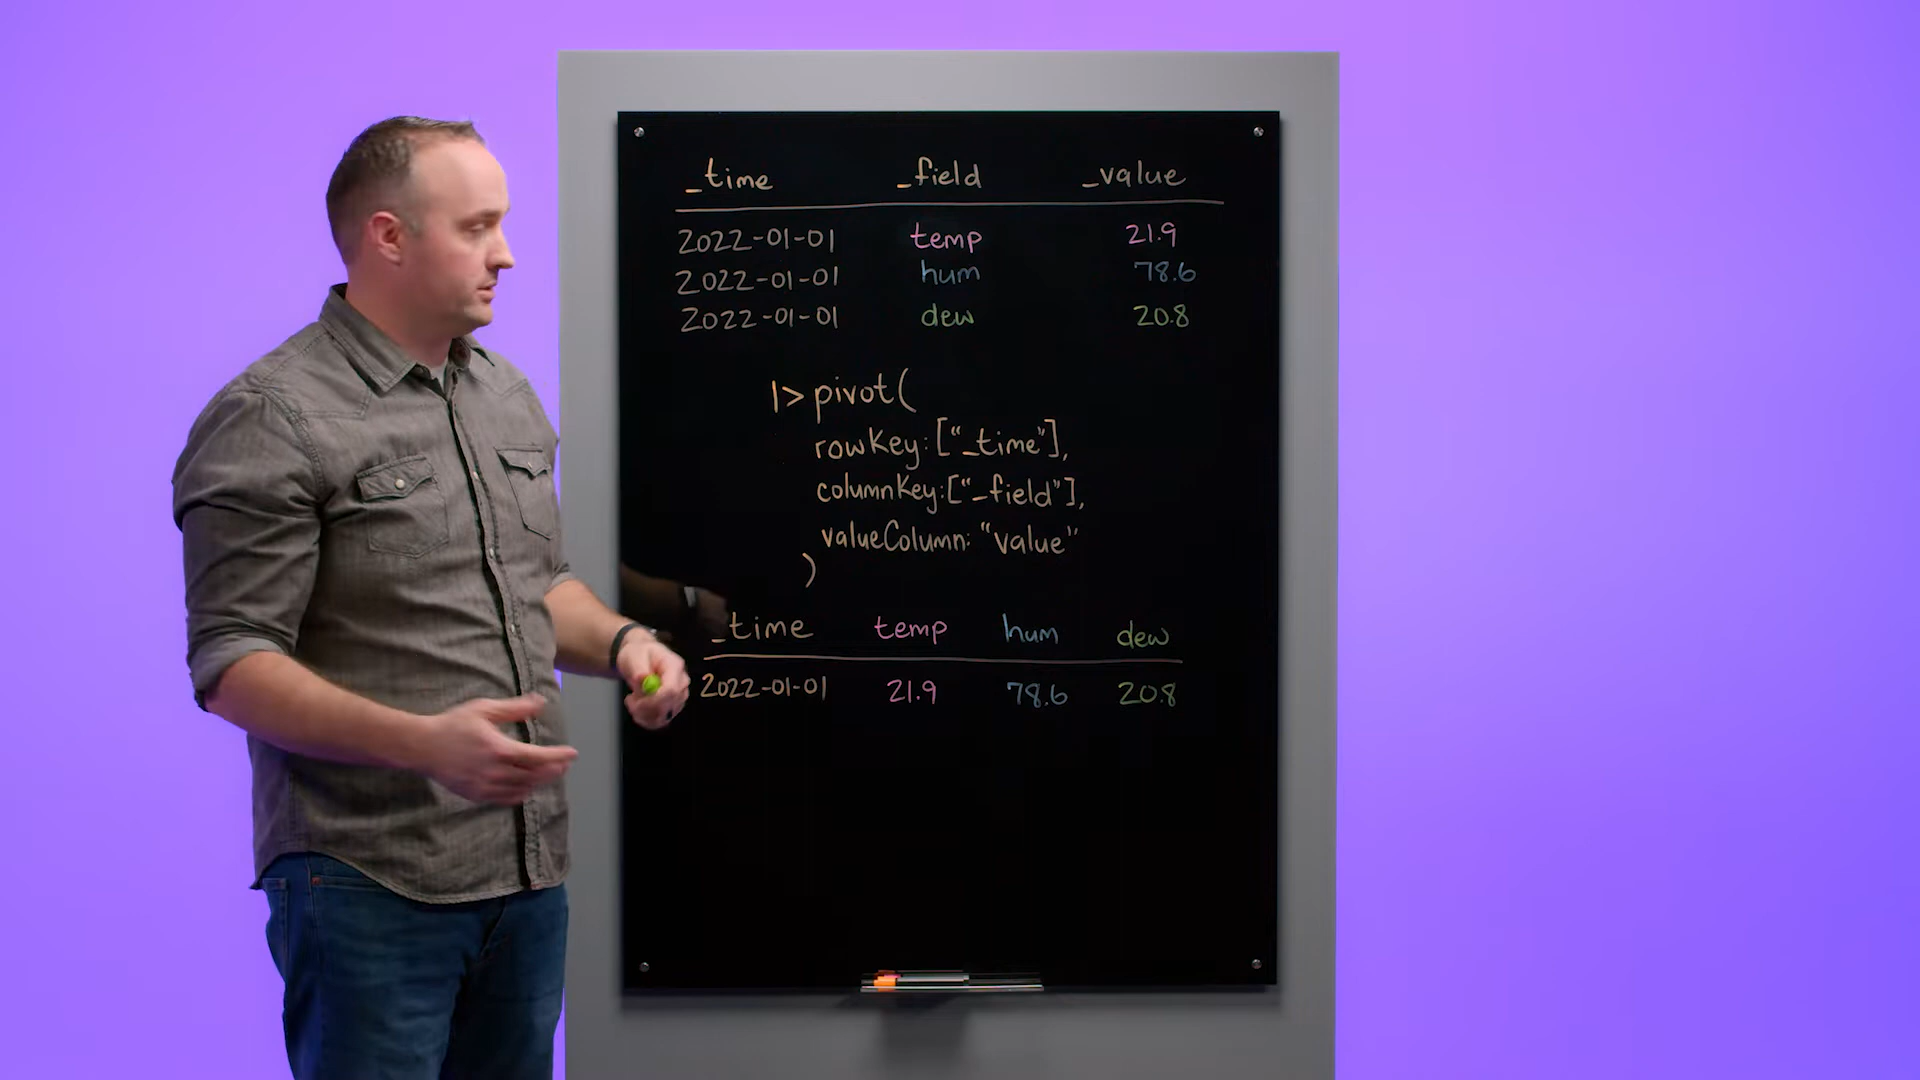 _time _field _value
2022-01-01 temp 21.9
2022-01-01 hum 78.6
2022-01-01 dew 20.8
|> pivot(
rowKey:["_time"],
columnKey:["_field"],
valueColumn: "value"
)
_time temp hum dew
2022-01-01 21.9 78.6 20.8